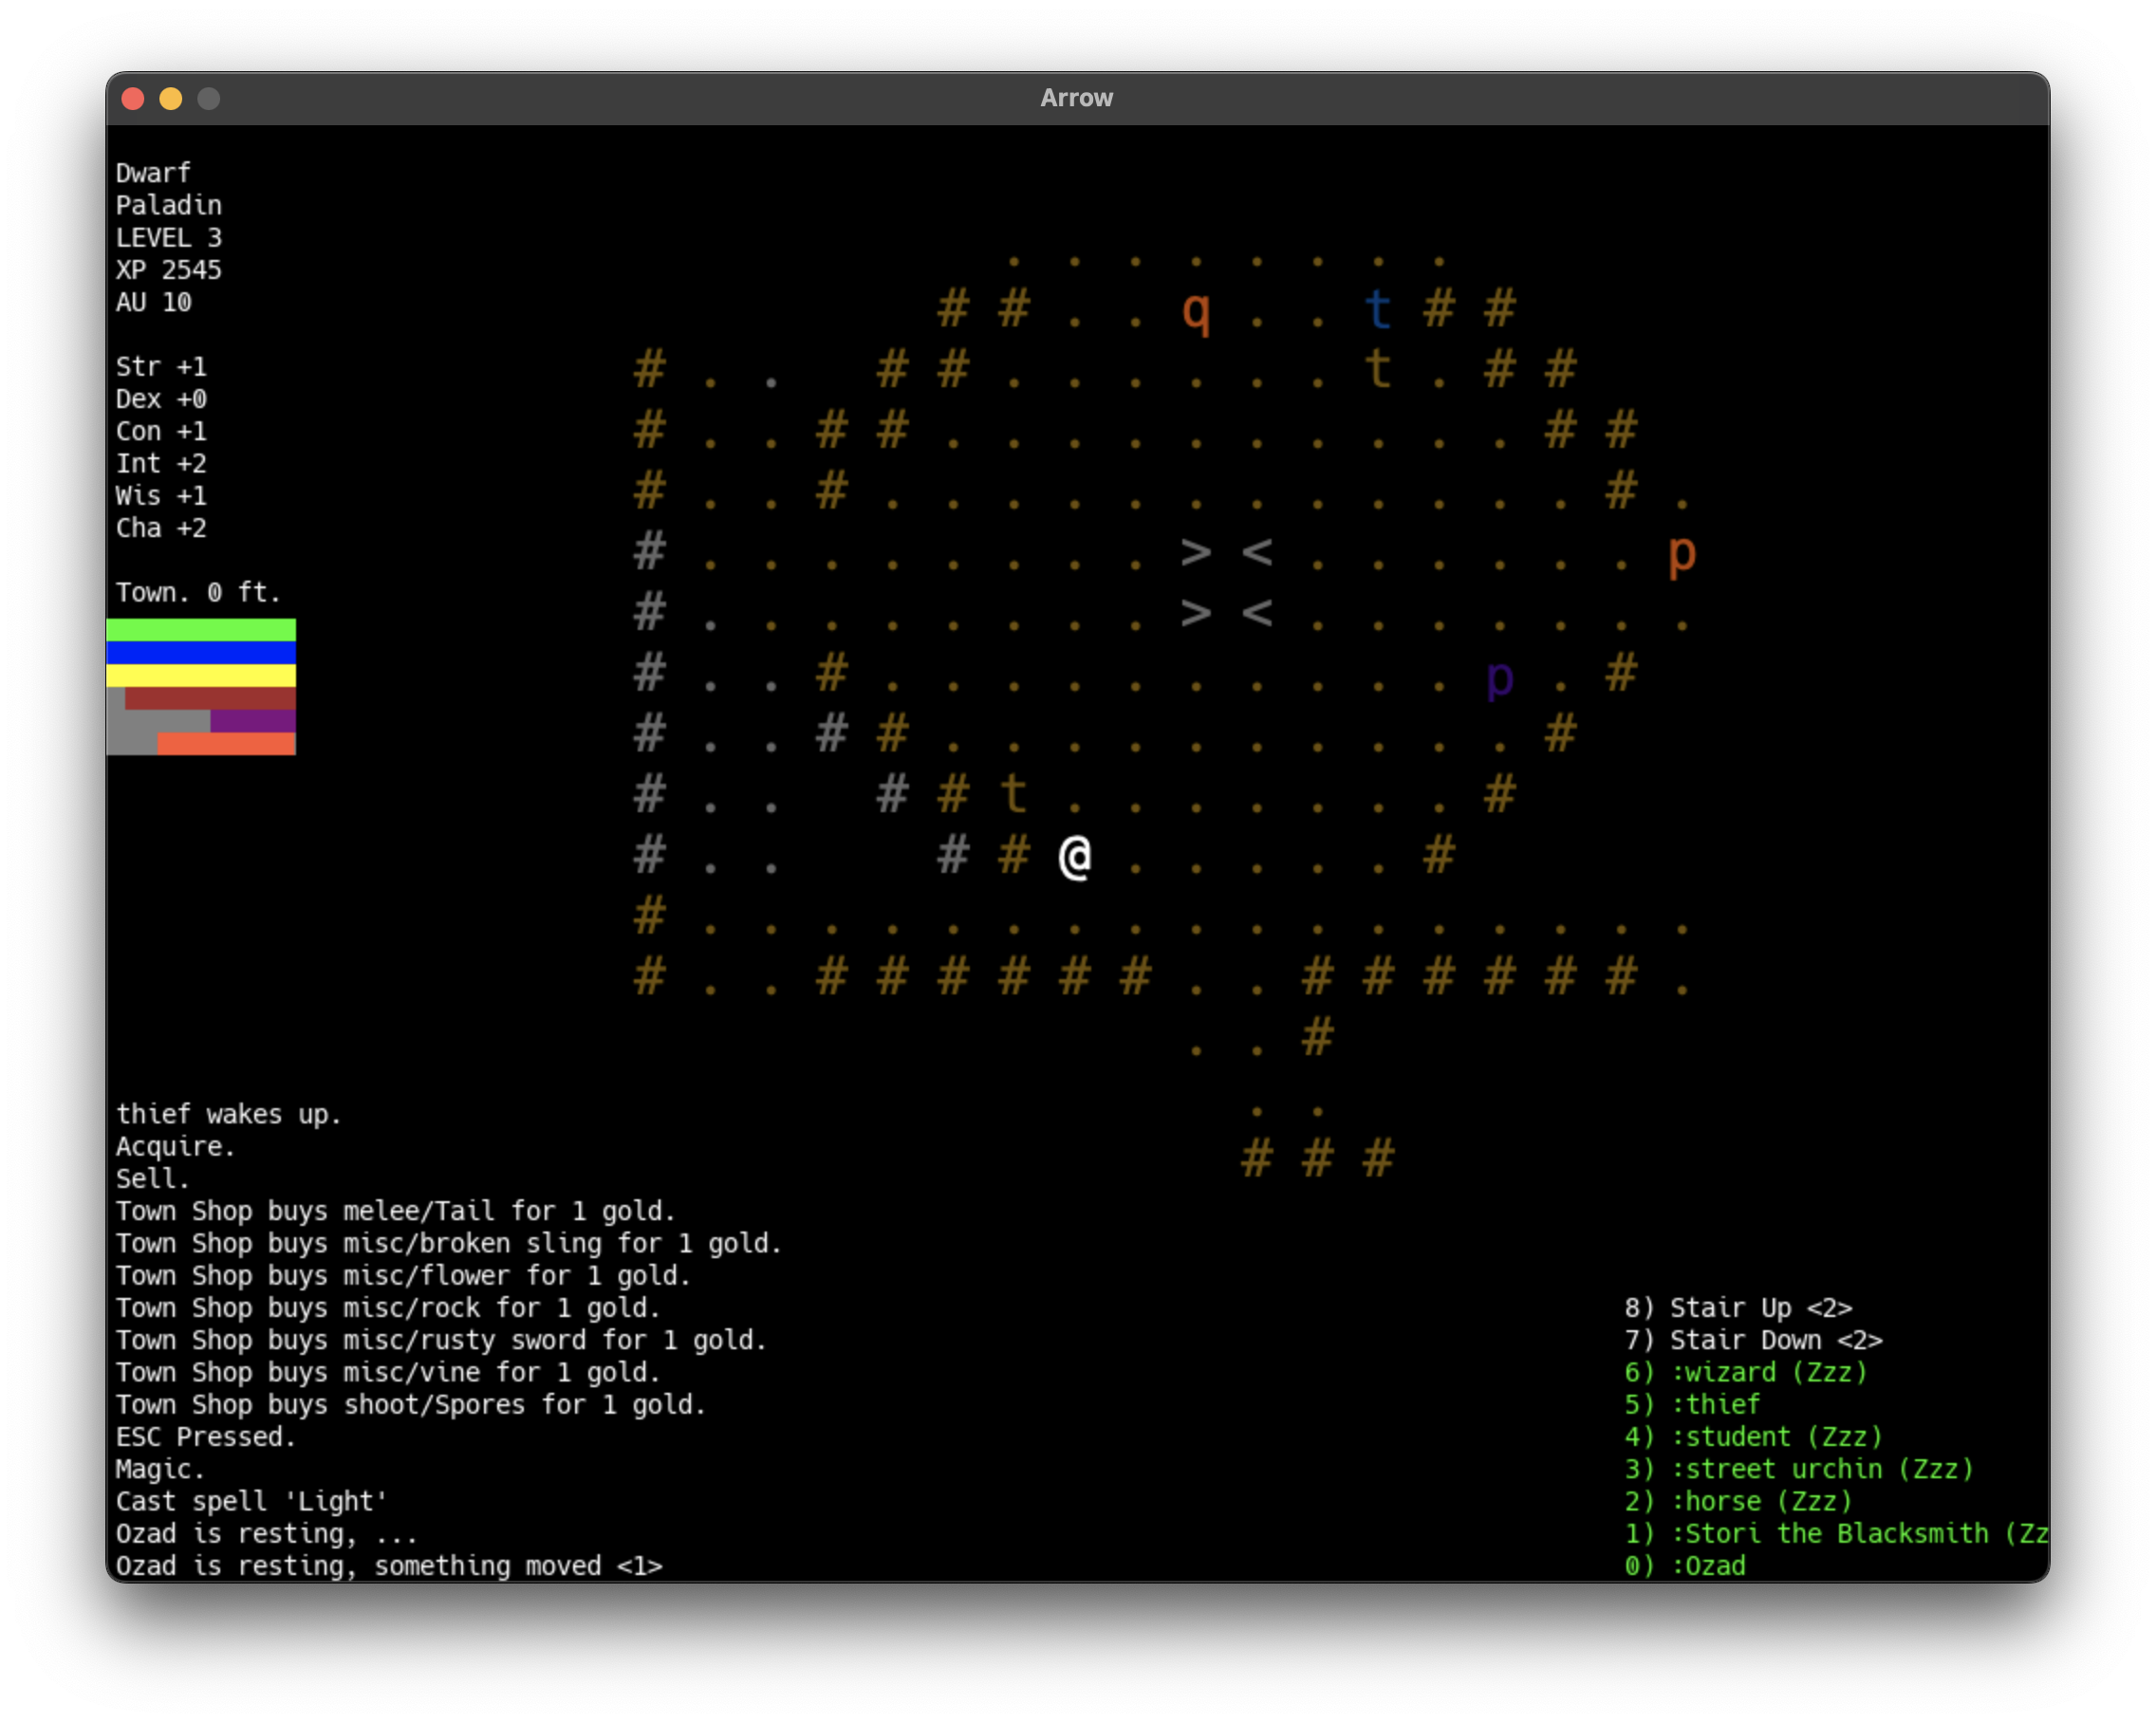 Arrow
Dwarf
Paladin
LEVEL 3
XP 2545
AU 10
Str +1
Dex +0
Con +1
Int +2
Wis +1
Cha +2
Town. 0 ft.
. . . . . . . .
# # . . q . . t # #
# . . # # . . . . . . t . # #
# . . # # . . . . . . . . . . # #
# . . # . . . . . . . . . . . . # .
# . . . . . . . . > < . . . . . . p
# . . . . . . . . > < . . . . . . .
# . . # . . . . . . . . . . p . #
# . . # # . . . . . . . . . . #
# . . # # t . . . . . . . #
# . . # # @ . . . . . #
# . . . . . . . . . . . . . . . . .
# . . # # # # # # . . # # # # # # .
. . #
. .
# # #
thief wakes up.
Acquire.
Sell.
Town Shop buys melee/Tail for 1 gold.
Town Shop buys misc/broken sling for 1 gold.
Town Shop buys misc/flower for 1 gold.
Town Shop buys misc/rock for 1 gold.
Town Shop buys misc/rusty sword for 1 gold.
Town Shop buys misc/vine for 1 gold.
Town Shop buys shoot/Spores for 1 gold.
ESC Pressed.
Magic.
Cast spell 'Light'
Ozad is resting, ...
Ozad is resting, something moved <1>
8) Stair Up <2>
7) Stair Down <2>
6) :wizard (Zzz)
5) :thief
4) :student (Zzz)
3) :street urchin (Zzz)
2) :horse (Zzz)
1) :Stori the Blacksmith (Zz
0) :Ozad